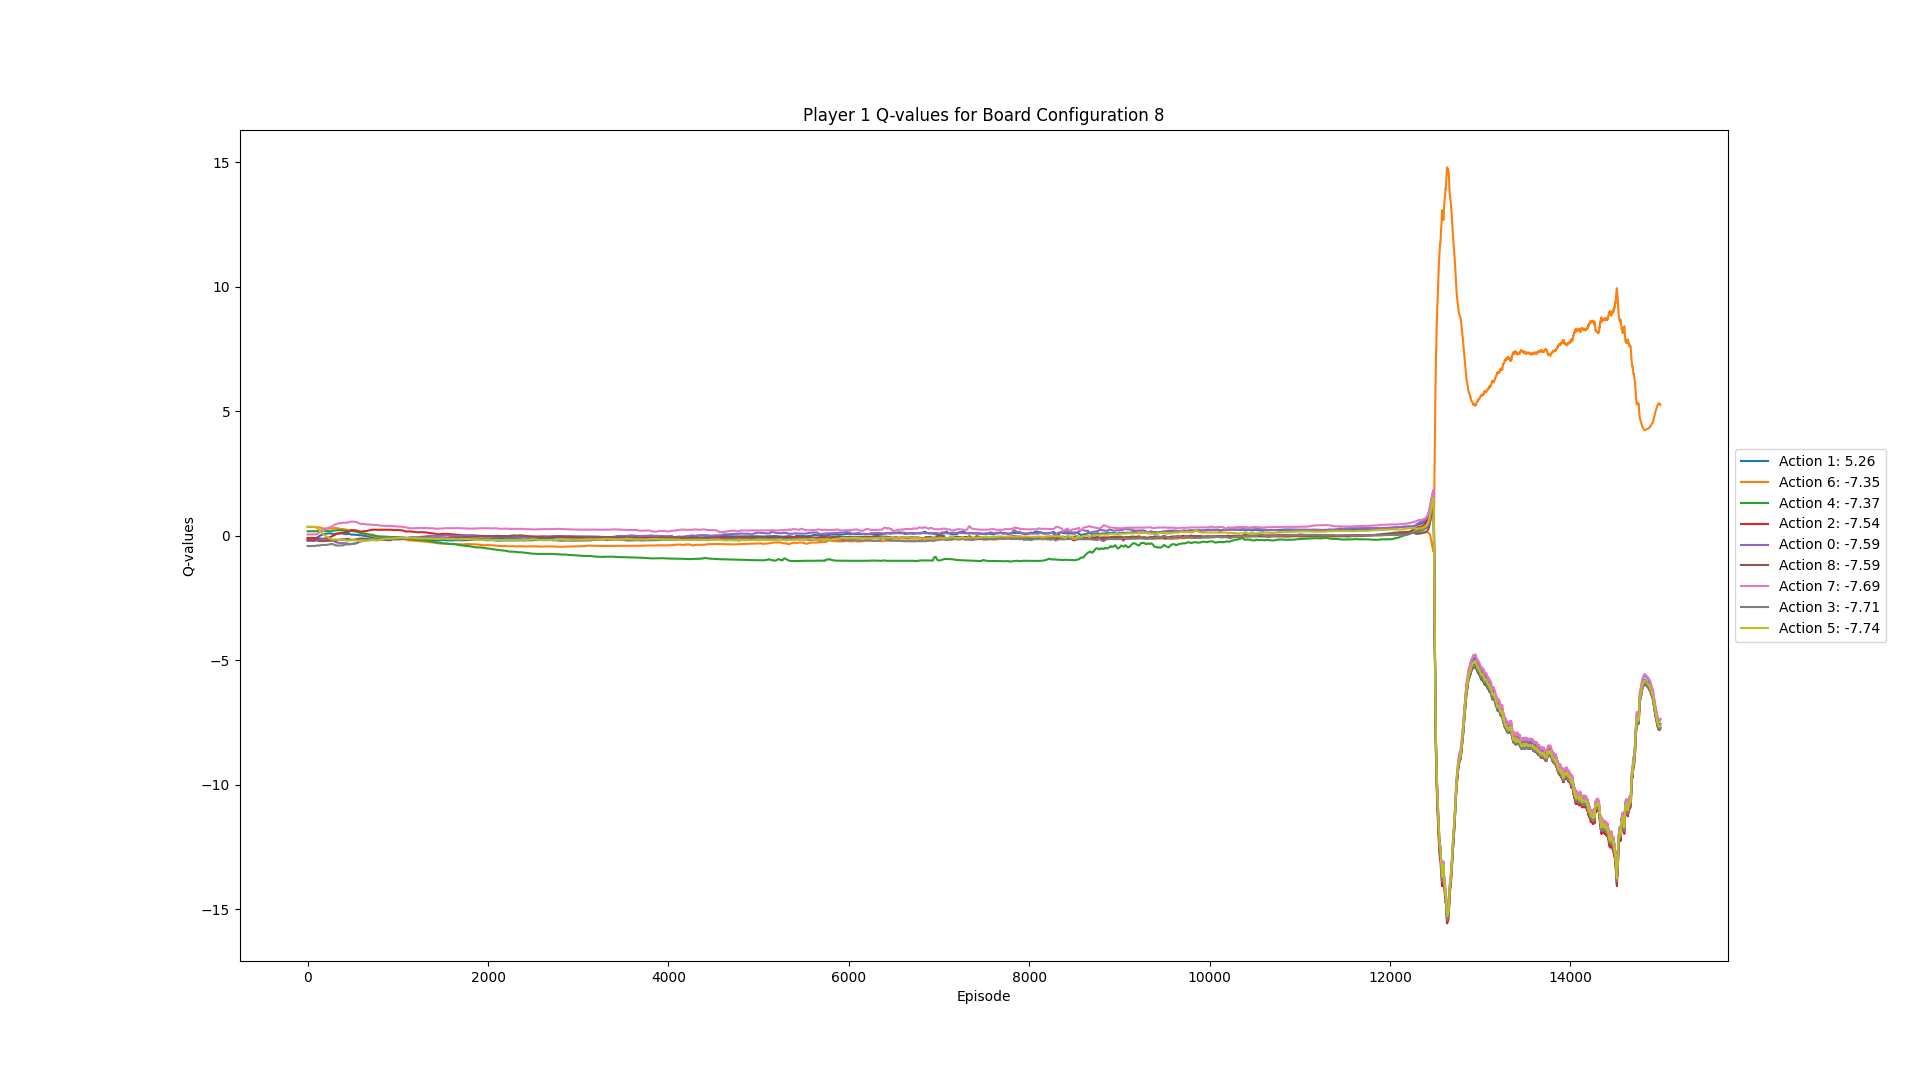 Player 1 Q-values for Board Configuration 8
15
10
5
0
−5
−10
−15
Q-values
0 2000 4000 6000 8000 10000 12000 14000
Episode
Action 1: 5.26
Action 6: -7.35
Action 4: -7.37
Action 2: -7.54
Action 0: -7.59
Action 8: -7.59
Action 7: -7.69
Action 3: -7.71
Action 5: -7.74